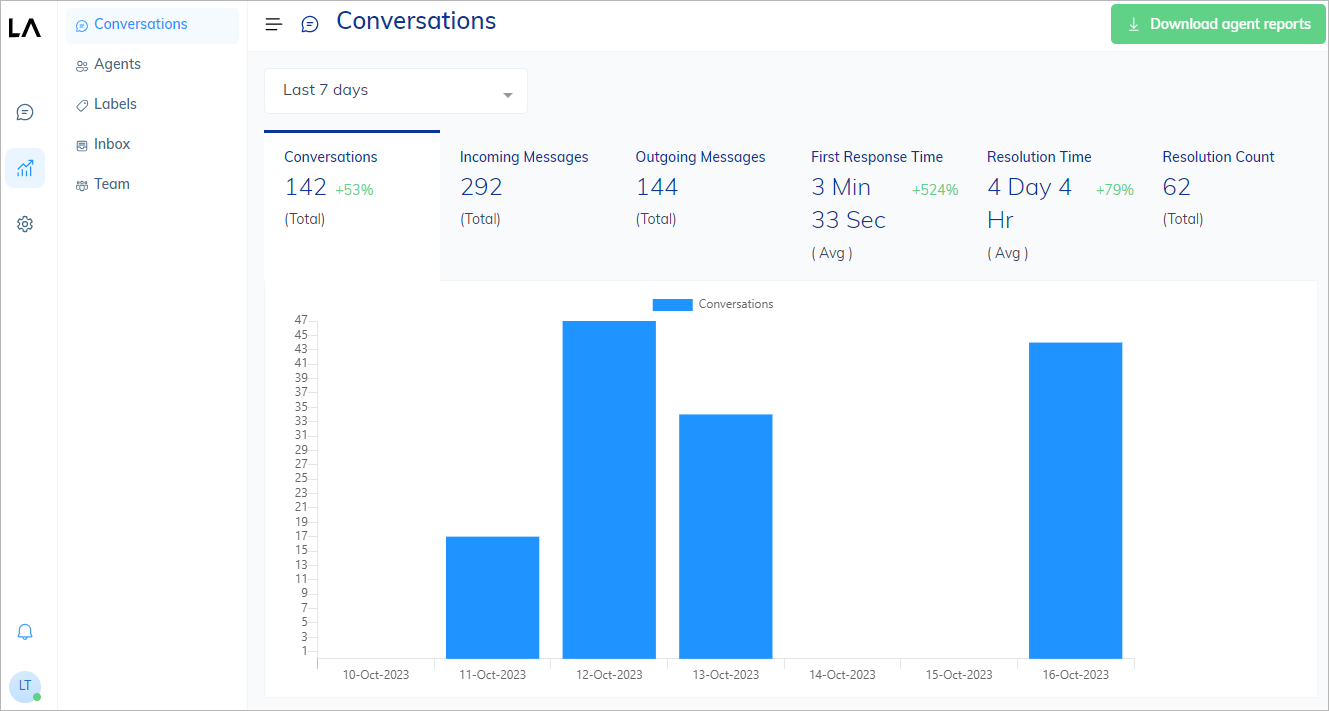 LA
Conversations
Agents
Labels
Inbox
Team
LT
Conversations
Download agent reports
Last 7 days
Conversations
142 +53%
(Total)
Incoming Messages
292
(Total)
Outgoing Messages
144
(Total)
First Response Time
3 Min +524%
33 Sec
( Avg )
Resolution Time
4 Day 4 +79%
Hr
( Avg )
Resolution Count
62
(Total)
Conversations
47
45
43
41
39
37
35
33
31
29
27
25
23
21
19
17
15
13
11
9
7
5
3
1
10-Oct-2023 11-Oct-2023 12-Oct-2023 13-Oct-2023 14-Oct-2023 15-Oct-2023 16-Oct-2023